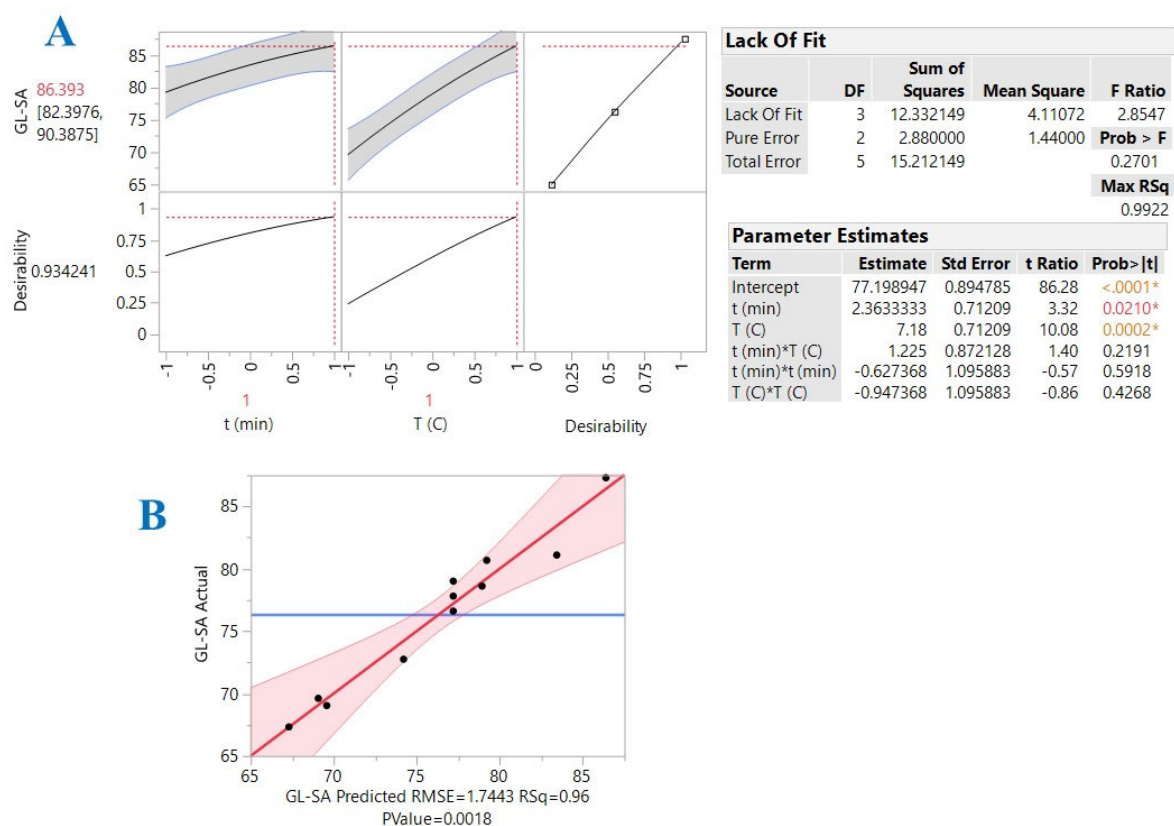 A
GL-SA
86.393
[82.3976,
90.3875]
85
80
75
70
65
Desirability
0.934241
1
0.75
0.5
0.25
0
-1
-0.5
0
0.5
1
-1
-0.5
0
0.5
1
0
0.25
0.5
0.75
1
1
1
t (min)
T (C)
Desirability
Lack Of Fit
Source DF Sum of Squares Mean Square F Ratio
Lack Of Fit 3 12.332149 4.11072 2.8547
Pure Error 2 2.880000 1.44000 Prob > F
Total Error 5 15.212149 0.2701
Max RSq
0.9922
Parameter Estimates
Term Estimate Std Error t Ratio Prob>|t|
Intercept 77.198947 0.894785 86.28 <.0001*
t (min) 2.3633333 0.71209 3.32 0.0210*
T (C) 7.18 0.71209 10.08 0.0002*
t (min)*T (C) 1.225 0.872128 1.40 0.2191
t (min)*t (min) -0.627368 1.095883 -0.57 0.5918
T (C)*T (C) -0.947368 1.095883 -0.86 0.4268
B
GL-SA Actual
85
80
75
70
65
65 70 75 80 85
GL-SA Predicted RMSE=1.7443 RSq=0.96
PValue=0.0018